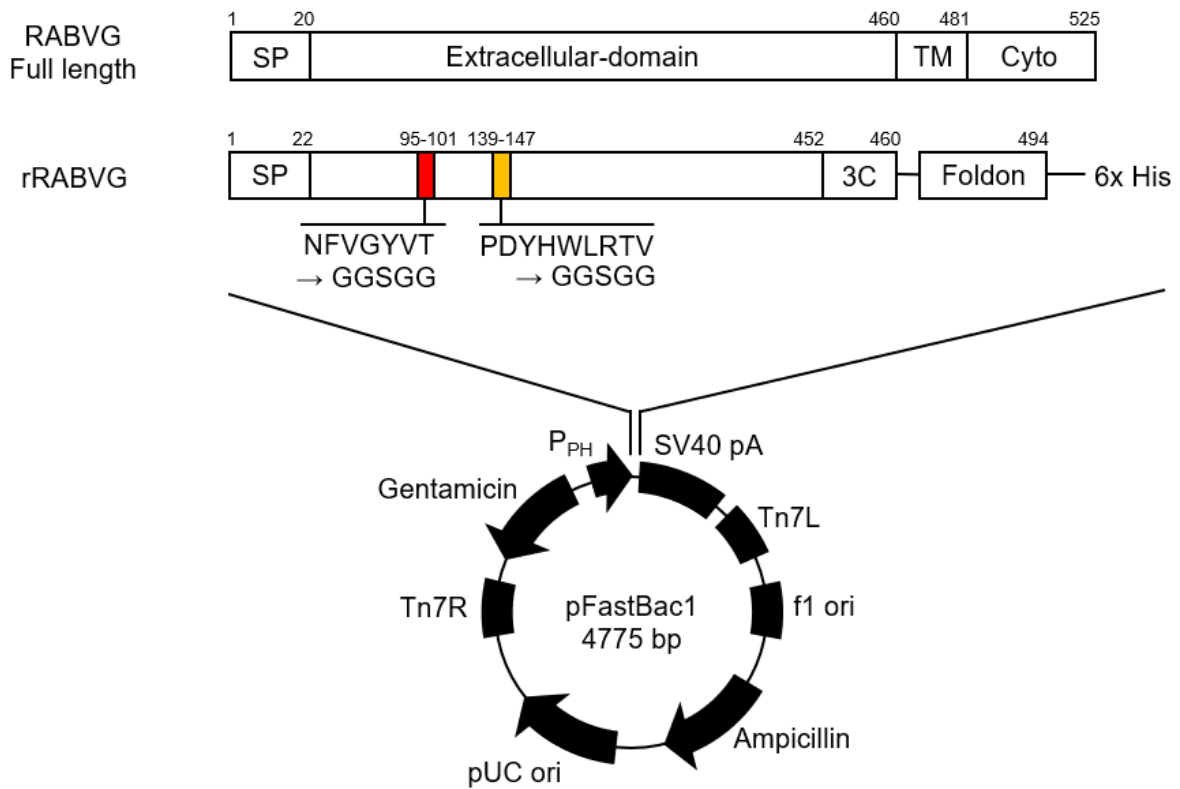 1 20 460 481 525
RABVG
Full length
SP Extracellular-domain TM Cyto
1 22 95-101 139-147 452 460 494
rRABVG SP 3C Foldon 6x His
NFVGYVT PDYHWLRTV
→ GGSGG → GGSGG
PPH SV40 pA
Gentamicin
Tn7L
Tn7R pFastBac1 f1 ori
4775 bp
Ampicillin
pUC ori